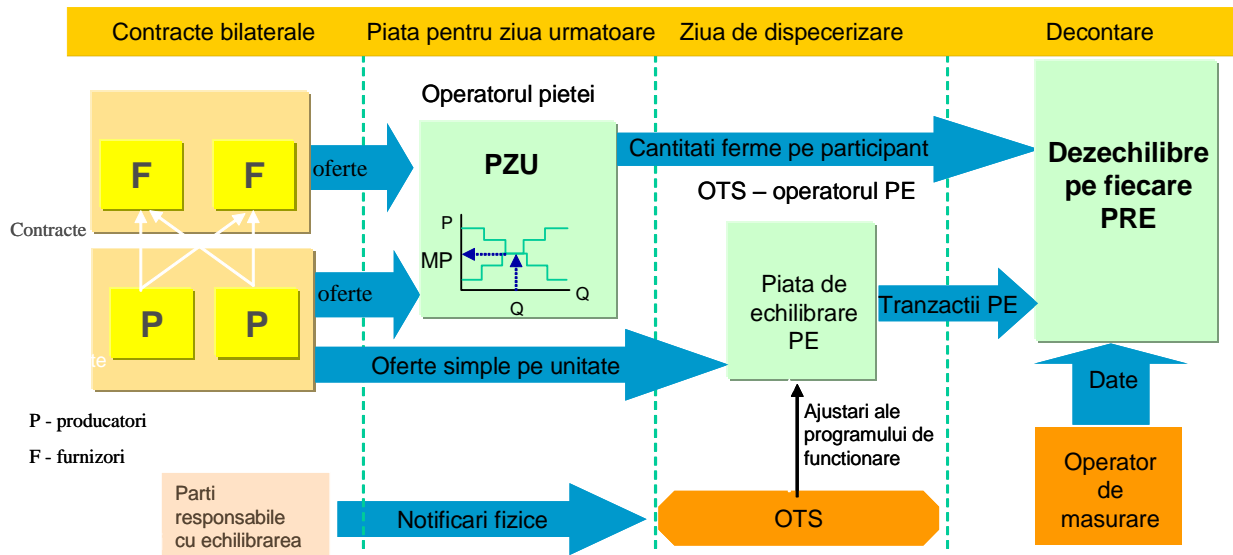 Contracte bilaterale
Piata pentru ziua urmatoare
Ziua de dispecerizare
Decontare
Operatorul pietei
F
F
oferte
PZU
Cantitati ferme pe participant
Dezechilibre
pe fiecare
PRE
OTS – operatorul PE
Contracte
P
MP
Q
Q
P
P
oferte
Piata de
echilibrare
PE
Tranzactii PE
te
Oferte simple pe unitate
Date
P - producatori
F - furnizori
Ajustari ale
programului de
functionare
Parti
responsabile
cu echilibrarea
Notificari fizice
OTS
Operator
de
masurare